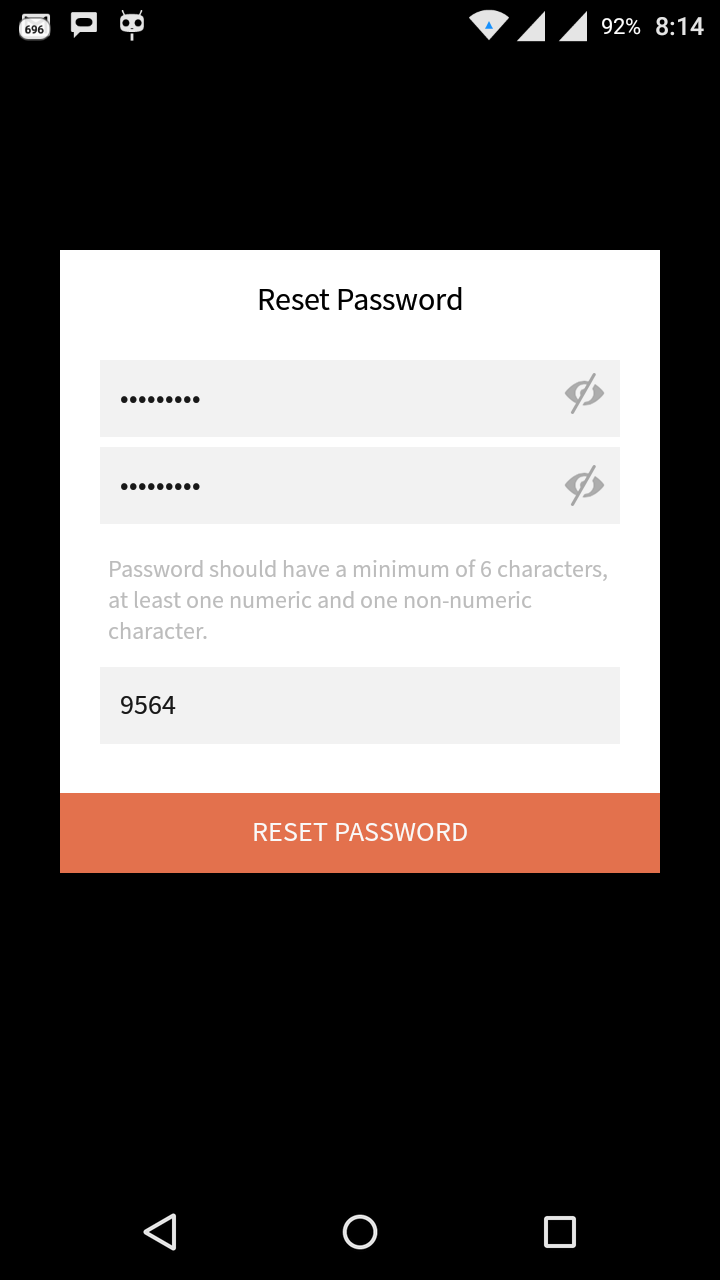 696
92% 8:14
Reset Password
•••••••••
•••••••••
Password should have a minimum of 6 characters,
at least one numeric and one non-numeric
character.
9564
RESET PASSWORD